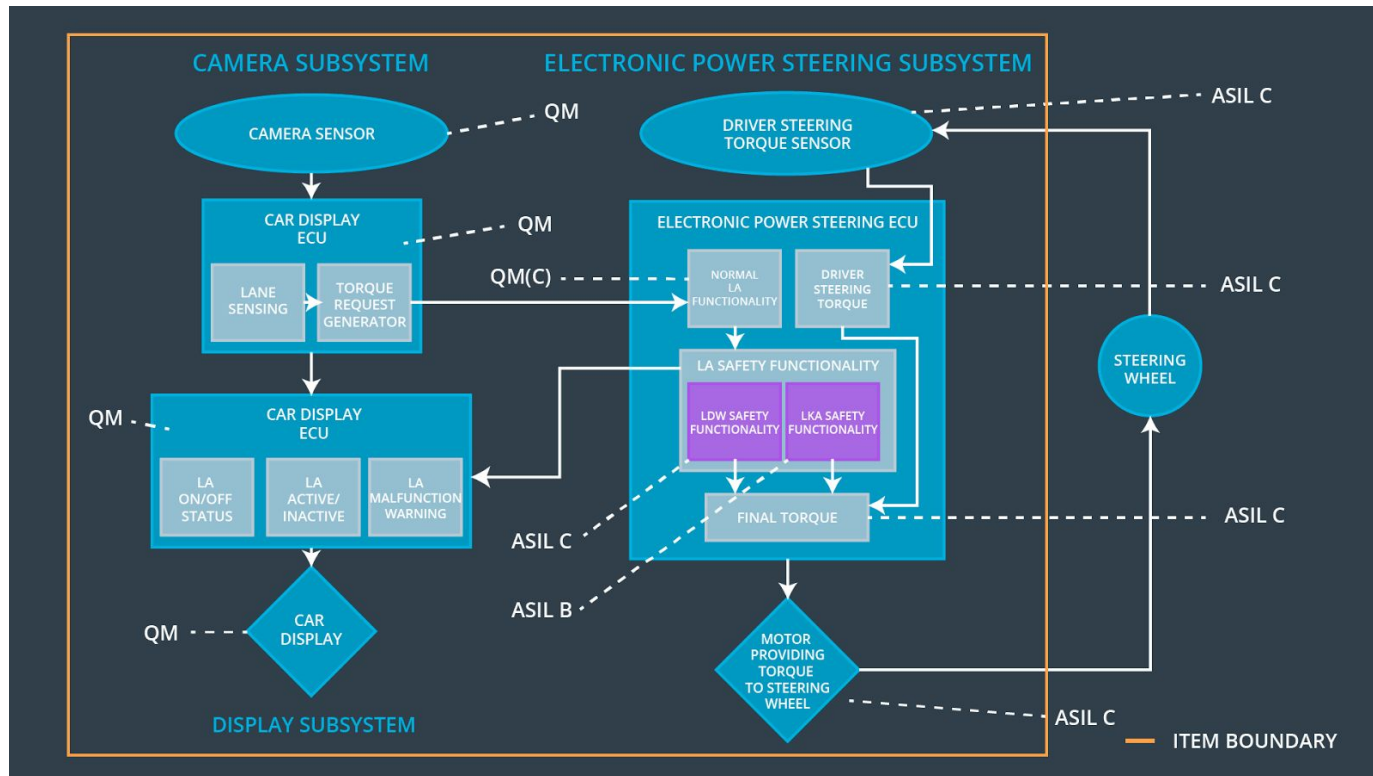 CAMERA SUBSYSTEM
ELECTRONIC POWER STEERING SUBSYSTEM
CAMERA SENSOR
QM
DRIVER STEERING
TORQUE SENSOR
ASIL C
CAR DISPLAY
ECU
QM
LANE
SENSING
TORQUE
REQUEST
GENERATOR
ELECTRONIC POWER STEERING ECU
QM(C)
NORMAL
LA
FUNCTIONALITY
DRIVER
STEERING
TORQUE
ASIL C
LA SAFETY FUNCTIONALITY
LDW SAFETY
FUNCTIONALITY
LKA SAFETY
FUNCTIONALITY
STEERING
WHEEL
QM
CAR DISPLAY
ECU
LA
ON/OFF
STATUS
LA
ACTIVE/
INACTIVE
LA
MALFUNCTION
WARNING
FINAL TORQUE
ASIL C
ASIL C
ASIL B
QM
CAR
DISPLAY
MOTOR
PROVIDING
TORQUE
TO STEERING
WHEEL
ASIL C
DISPLAY SUBSYSTEM
ITEM BOUNDARY